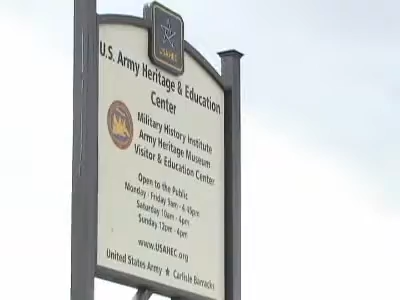 USAHEC
U.S. Army Heritage & Education
Center
Military History Institute
Army Heritage Museum
Visitor & Education Center
Open to the Public
Monday - Friday 9am - 4:45pm
Saturday 10am - 4pm
Sunday 12pm - 4pm
www.USAHEC.org
United States Army ★ Carlisle Barracks